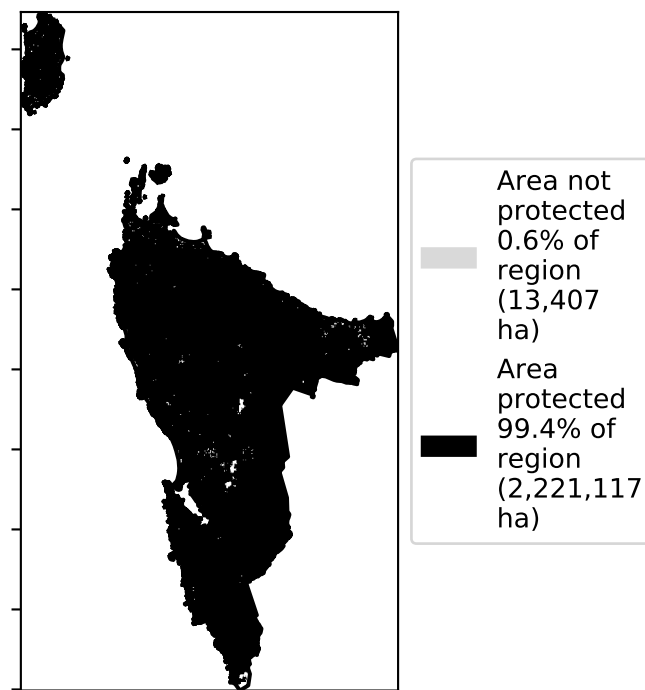 Area not
protected
0.6% of
region
(13,407
ha)
Area
protected
99.4% of
region
(2,221,117
ha)